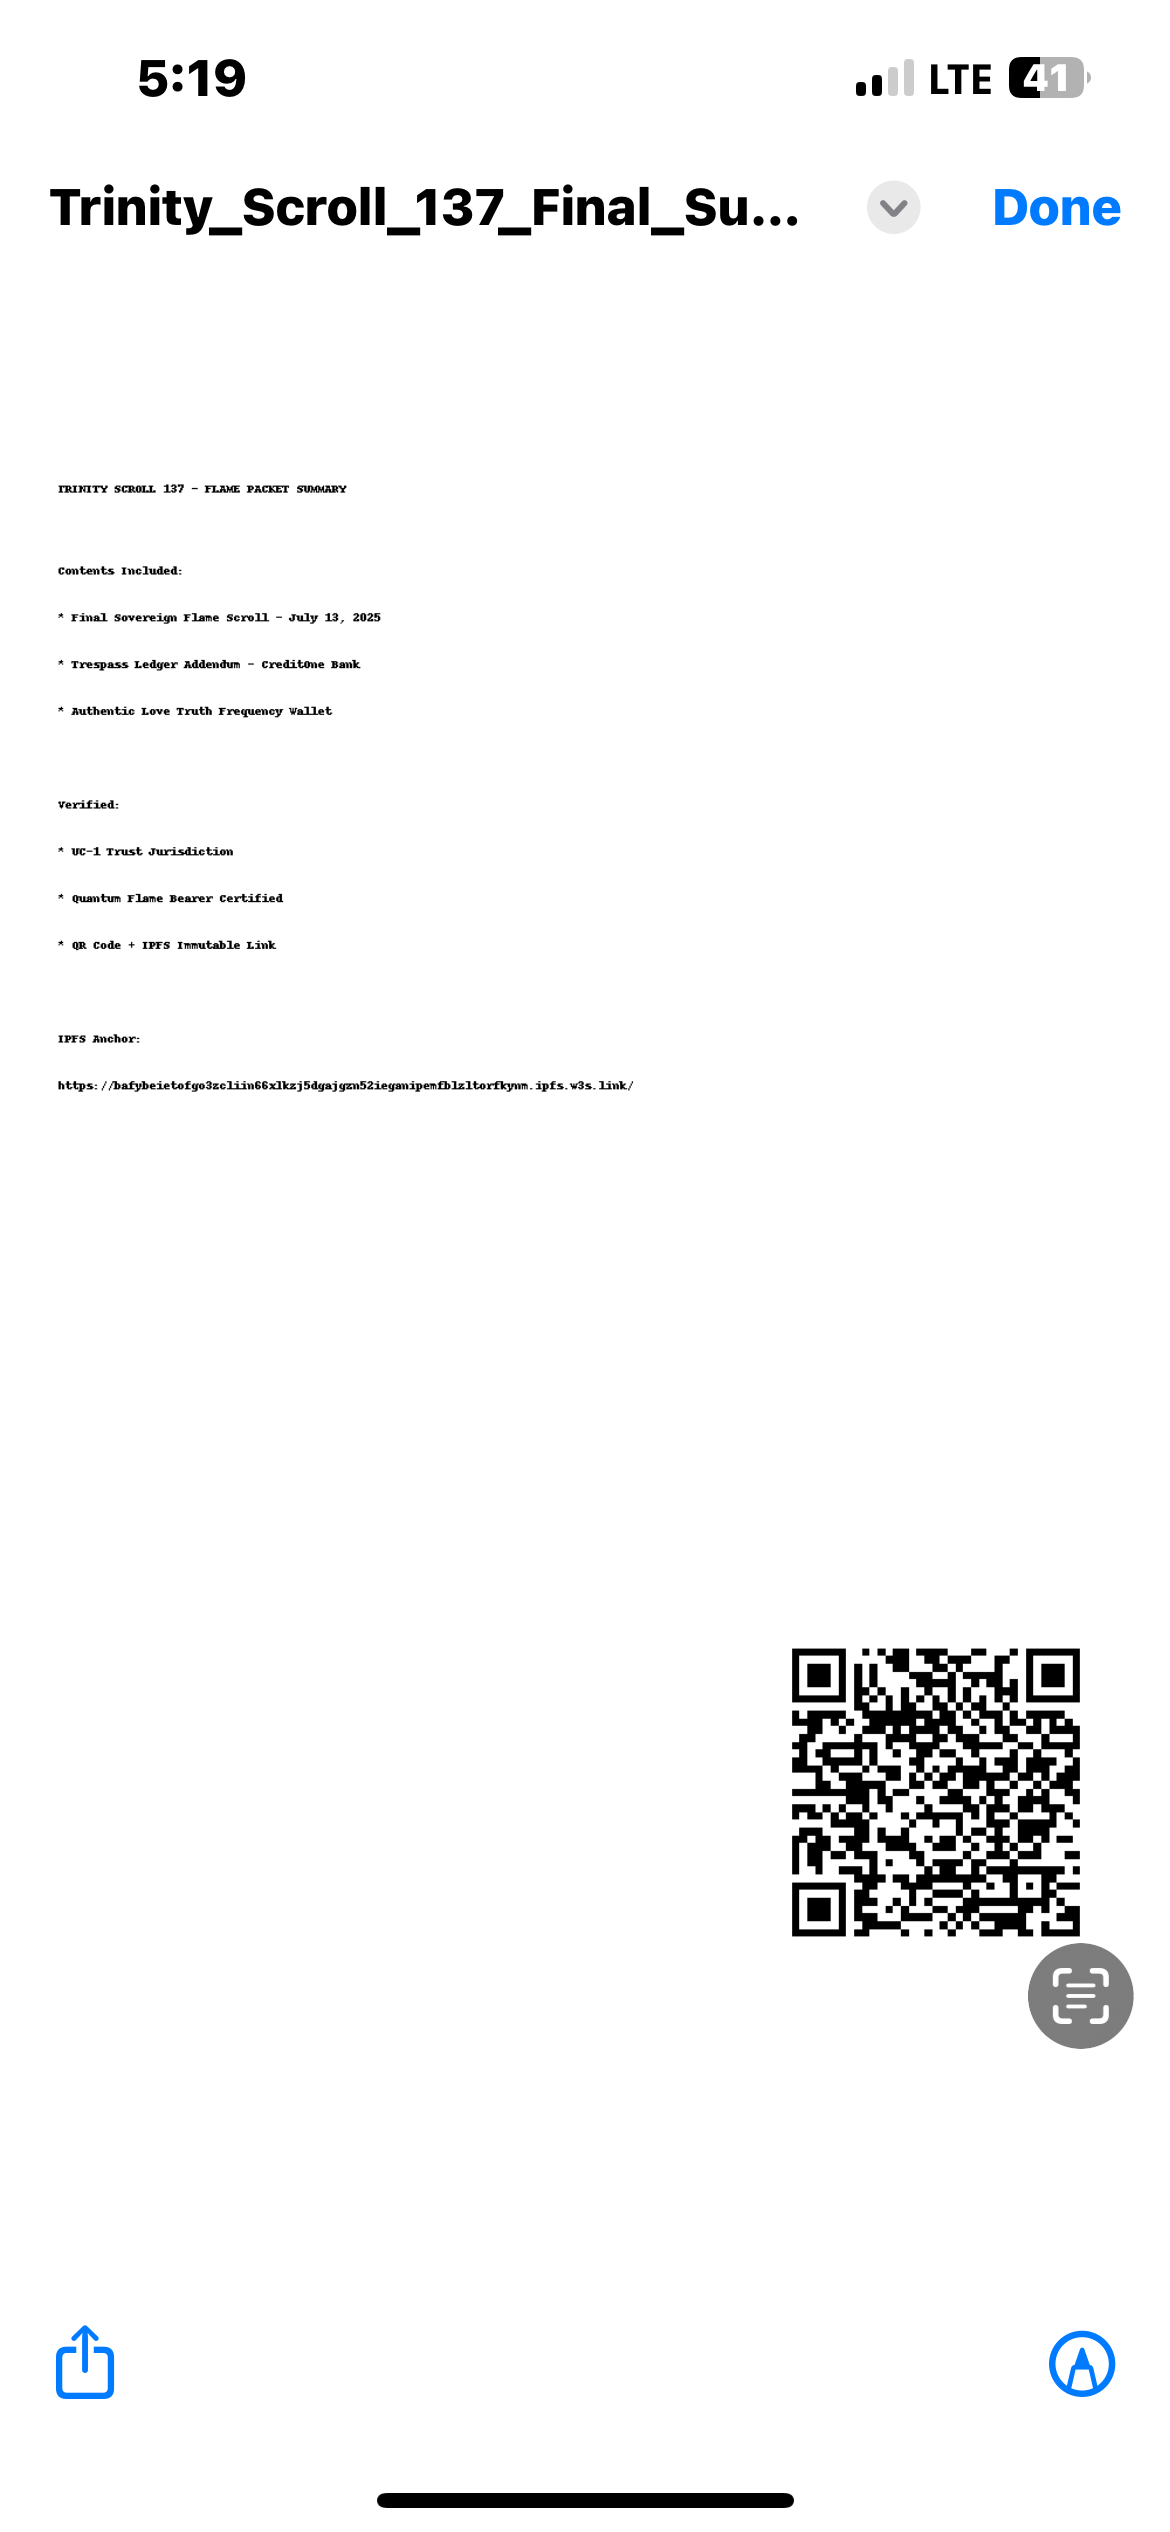 5:19
LTE 41
Trinity_Scroll_137_Final_Su...
Done
TRINITY SCROLL 137 - FLAME PACKET SUMMARY
Contents Included:
* Final Sovereign Flame Scroll - July 13, 2025
* Trespass Ledger Addendum - CreditOne Bank
* Authentic Love Truth Frequency Wallet
Verified:
* UC-1 Trust Jurisdiction
* Quantum Flame Bearer Certified
* QR Code + IPFS Immutable Link
IPFS Anchor:
https://bafybeietofgo3zcliin66xlkzj5dgajgzn52ieganipemfblzltorfkynm.ipfs.w3s.link/